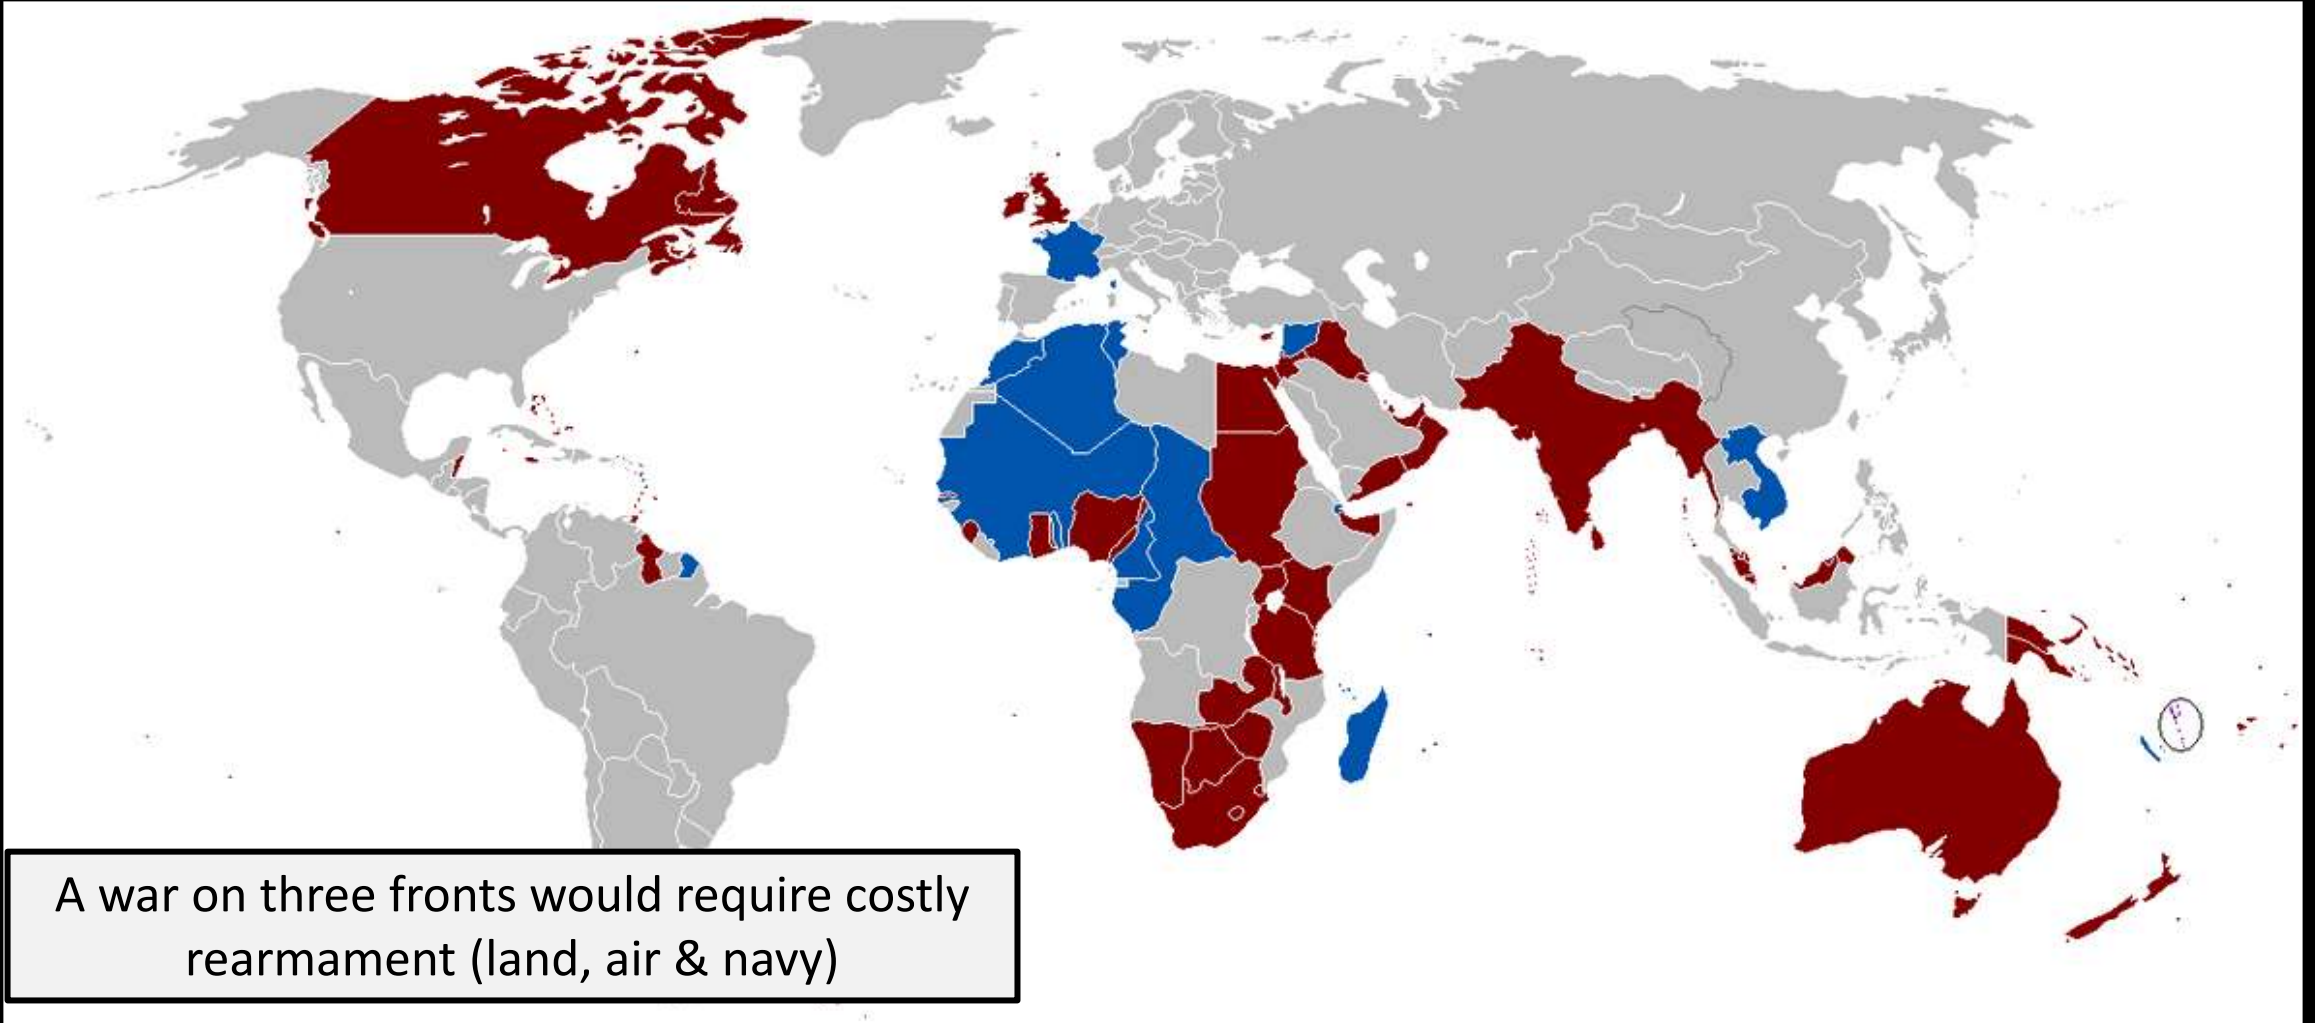 A war on three fronts would require costly
rearmament (land, air & navy)